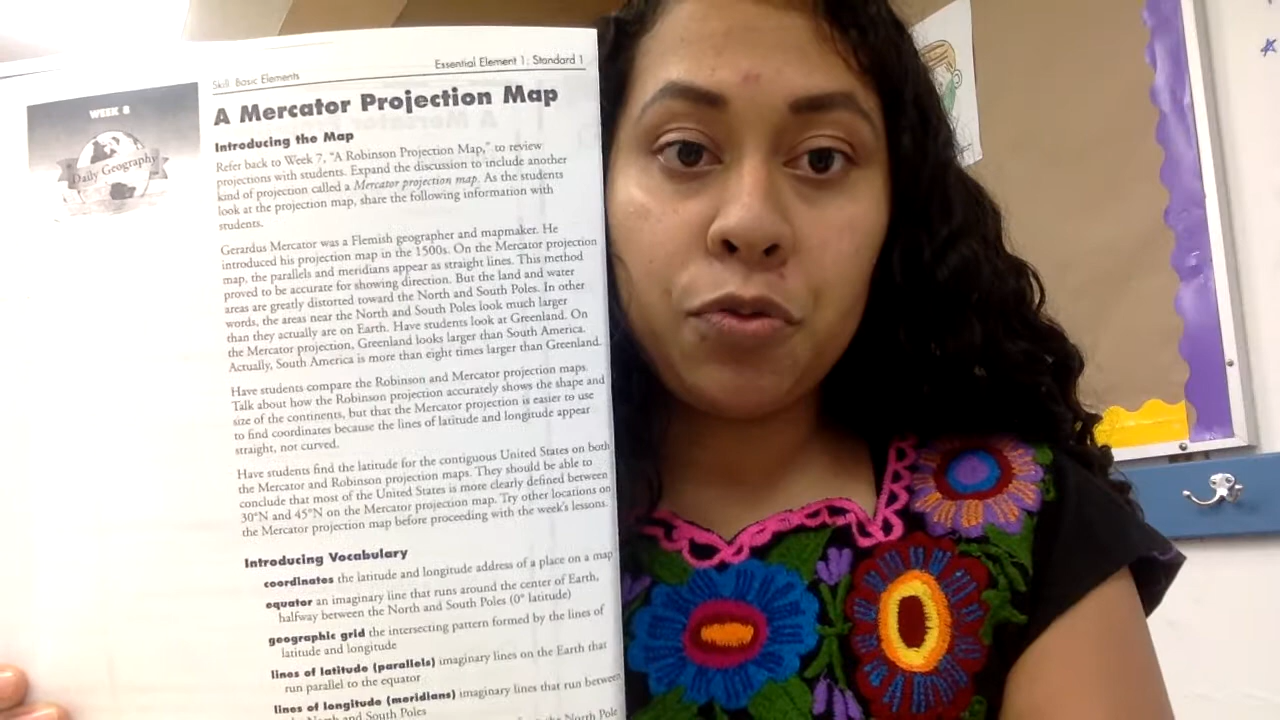 WEEK 8
Daily Geography
Skill: Basic Elements
Essential Element 1: Standard 1
A Mercator Projection Map
Introducing the Map
Refer back to Week 7, "A Robinson Projection Map," to review
projections with students. Expand the discussion to include another
kind of projection called a Mercator projection map. As the students
look at the projection map, share the following information with
students.
Gerardus Mercator was a Flemish geographer and mapmaker. He
introduced his projection map in the 1500s. On the Mercator projection
map, the parallels and meridians appear as straight lines. This method
proved to be accurate for showing direction. But the land and water
areas are greatly distorted toward the North and South Poles. In other
words, the areas near the North and South Poles look much larger
than they actually are on Earth. Have students look at Greenland. On
the Mercator projection, Greenland looks larger than South America.
Actually, South America is more than eight times larger than Greenland.
Have students compare the Robinson and Mercator projection maps.
Talk about how the Robinson projection accurately shows the shape and
size of the continents, but that the Mercator projection is easier to use
to find coordinates because the lines of latitude and longitude appear
straight, not curved.
Have students find the latitude for the contiguous United States on both
the Mercator and Robinson projection maps. They should be able to
conclude that most of the United States is more clearly defined between
30°N and 45°N on the Mercator projection map. Try other locations on
the Mercator projection map before proceeding with the week's lessons.
Introducing Vocabulary
coordinates the latitude and longitude address of a place on a map
equator an imaginary line that runs around the center of Earth,
halfway between the North and South Poles (0° latitude)
geographic grid the intersecting pattern formed by the lines of
latitude and longitude
lines of latitude (parallels) imaginary lines on the Earth that
run parallel to the equator
lines of longitude (meridians) imaginary lines that run between
North and South Poles
the North Pole